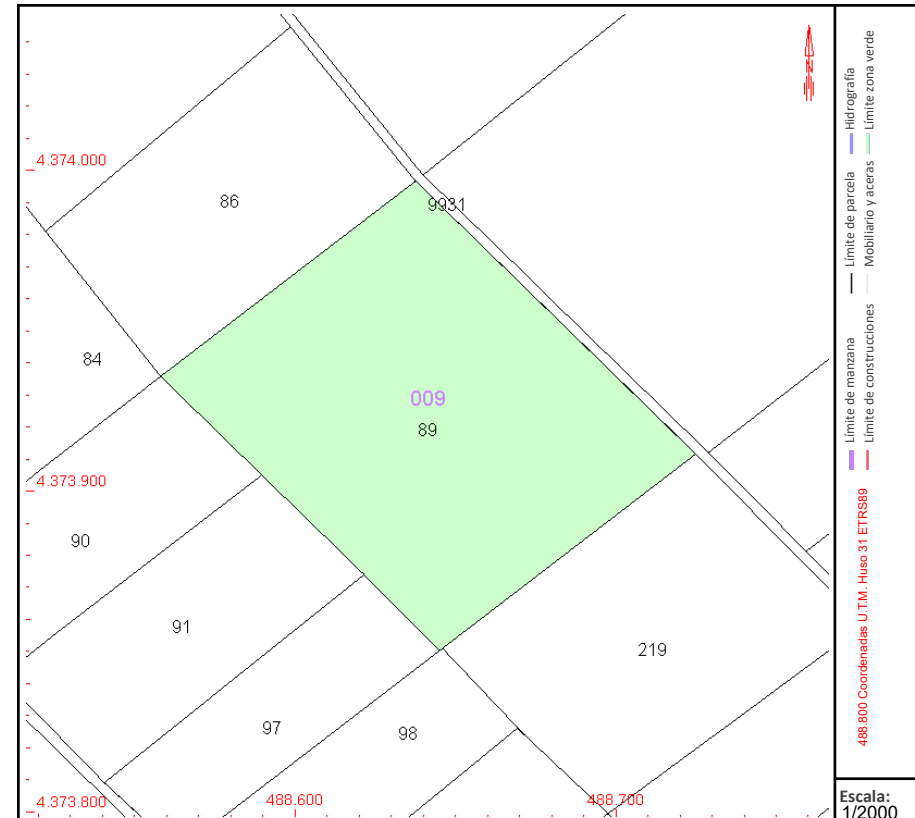 4.374.000
86
9931
84
009
89
4.373.900
90
91
219
97
98
4.373.800
488.600
488.700
N
Límite de manzana
Límite de parcela
Hidrografía
Límite de construcciones
Mobiliario y aceras
Límite zona verde
488.800 Coordenadas U.T.M. Huso 31 ETRS89
Escala:
1/2000